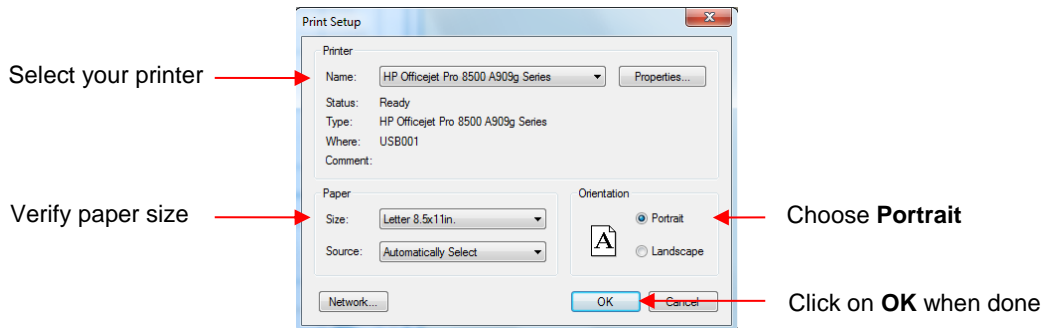 Print Setup
Printer
Select your printer
Name: HP Officejet Pro 8500 A909g Series Properties...
Status: Ready
Type: HP Officejet Pro 8500 A909g Series
Where: USB001
Comment:
Paper
Orientation
Verify paper size
Size: Letter 8.5x11in.
Portrait
Choose Portrait
A
Source: Automatically Select
Landscape
Network...
OK
Cancel
Click on OK when done